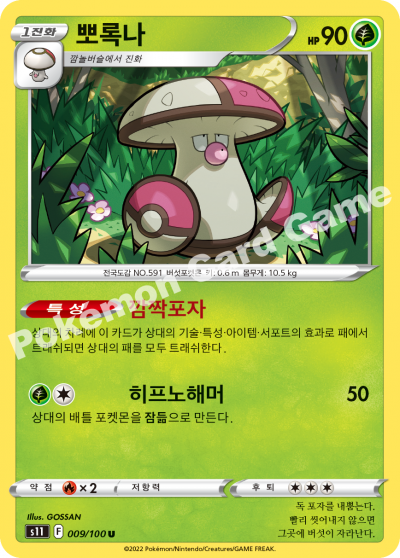 1진화
뽀록나
HP 90
깜놀버슬에서 진화
전국도감 NO.591 버섯포켓몬 키: 0.6 m 몸무게: 10.5 kg
특성 깜짝포자
상대의 차례에 이 카드가 상대의 기술·특성·아이템·서포트의 효과로 패에서
트래쉬되면 상대의 패를 모두 트래쉬한다.
히프노해머 50
상대의 배틀 포켓몬을 잠듦으로 만든다.
약점 ×2 저항력 후퇴
Illus. GOSSAN
s11 F 009/100 U
독 포자를 내뿜는다.
빨리 씻어내지 않으면
그곳에 버섯이 자라난다.
©2022 Pokémon/Nintendo/Creatures/GAME FREAK.
Pokémon Card Game